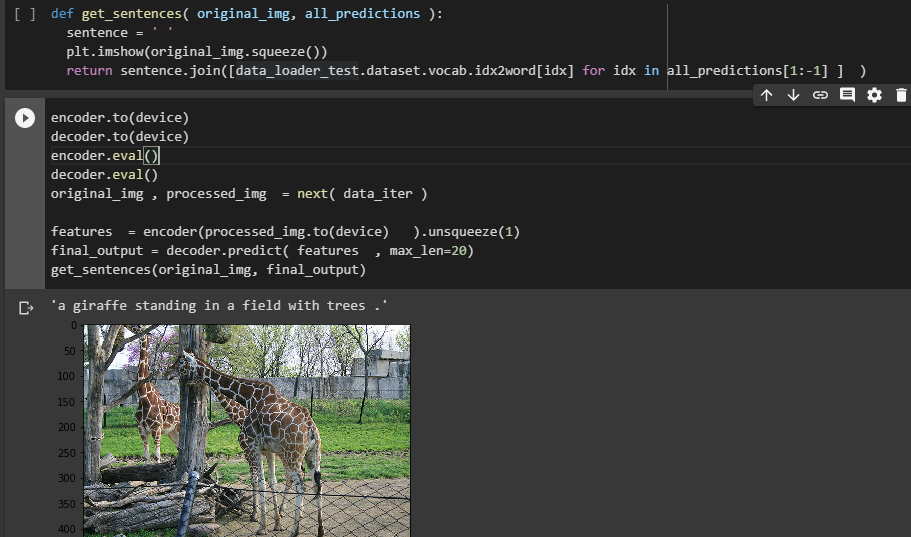 [ ] def get_sentences( original_img, all_predictions ):
sentence = ' '
plt.imshow(original_img.squeeze())
return sentence.join([data_loader_test.dataset.vocab.idx2word[idx] for idx in all_predictions[1:-1] ] )
encoder.to(device)
decoder.to(device)
encoder.eval()
decoder.eval()
original_img , processed_img = next( data_iter )
features = encoder(processed_img.to(device) ).unsqueeze(1)
final_output = decoder.predict( features , max_len=20)
get_sentences(original_img, final_output)
'a giraffe standing in a field with trees .'
0
50
100
150
200
250
300
350
400